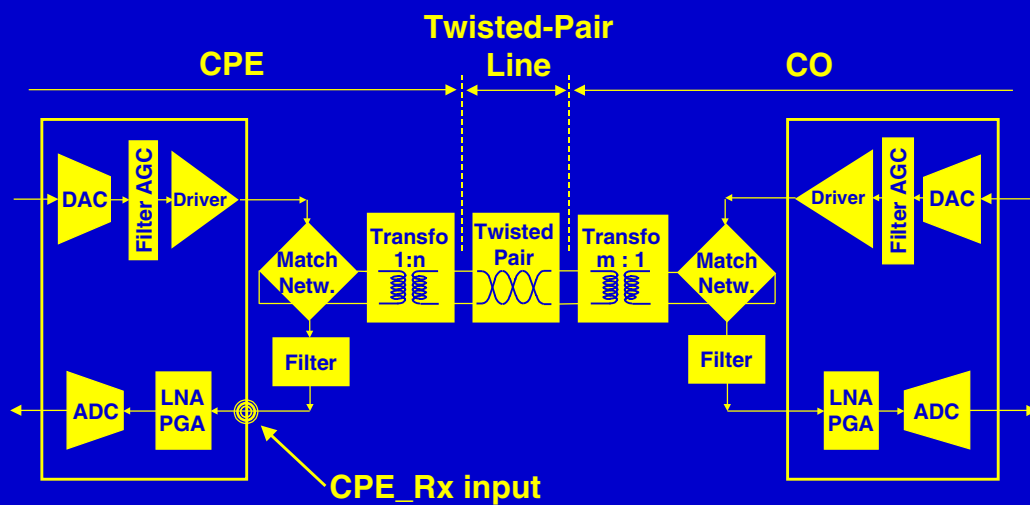 Twisted-Pair
Line
CPE
CO
DAC
Filter AGC
Driver
Match
Netw.
Transfo
1:n
Twisted
Pair
Transfo
m : 1
Match
Netw.
Driver
Filter AGC
DAC
Filter
Filter
ADC
LNA
PGA
LNA
PGA
ADC
CPE_Rx input